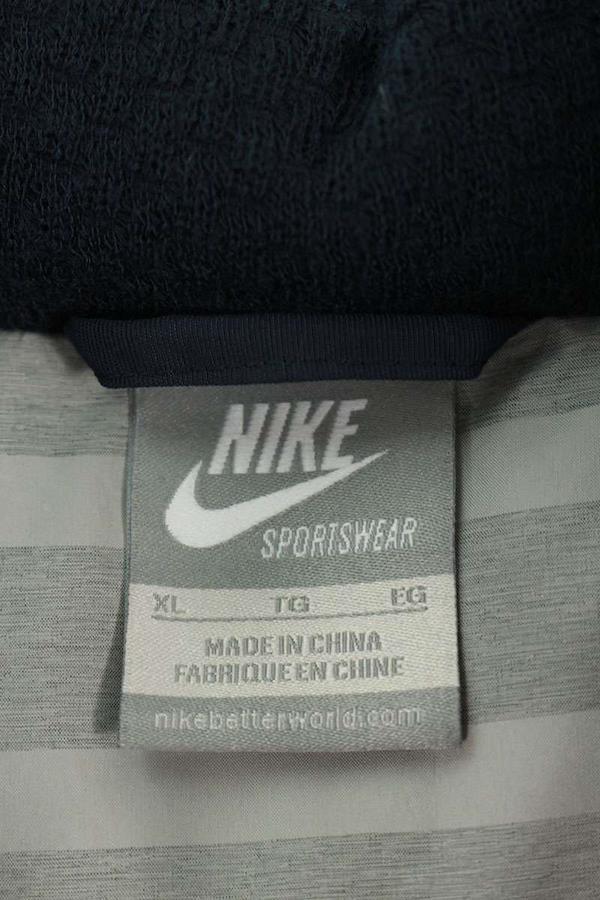 NIKE
SPORTSWEAR
XL TG EG
MADE IN CHINA
FABRIQUE EN CHINE
nikebetterworld.com